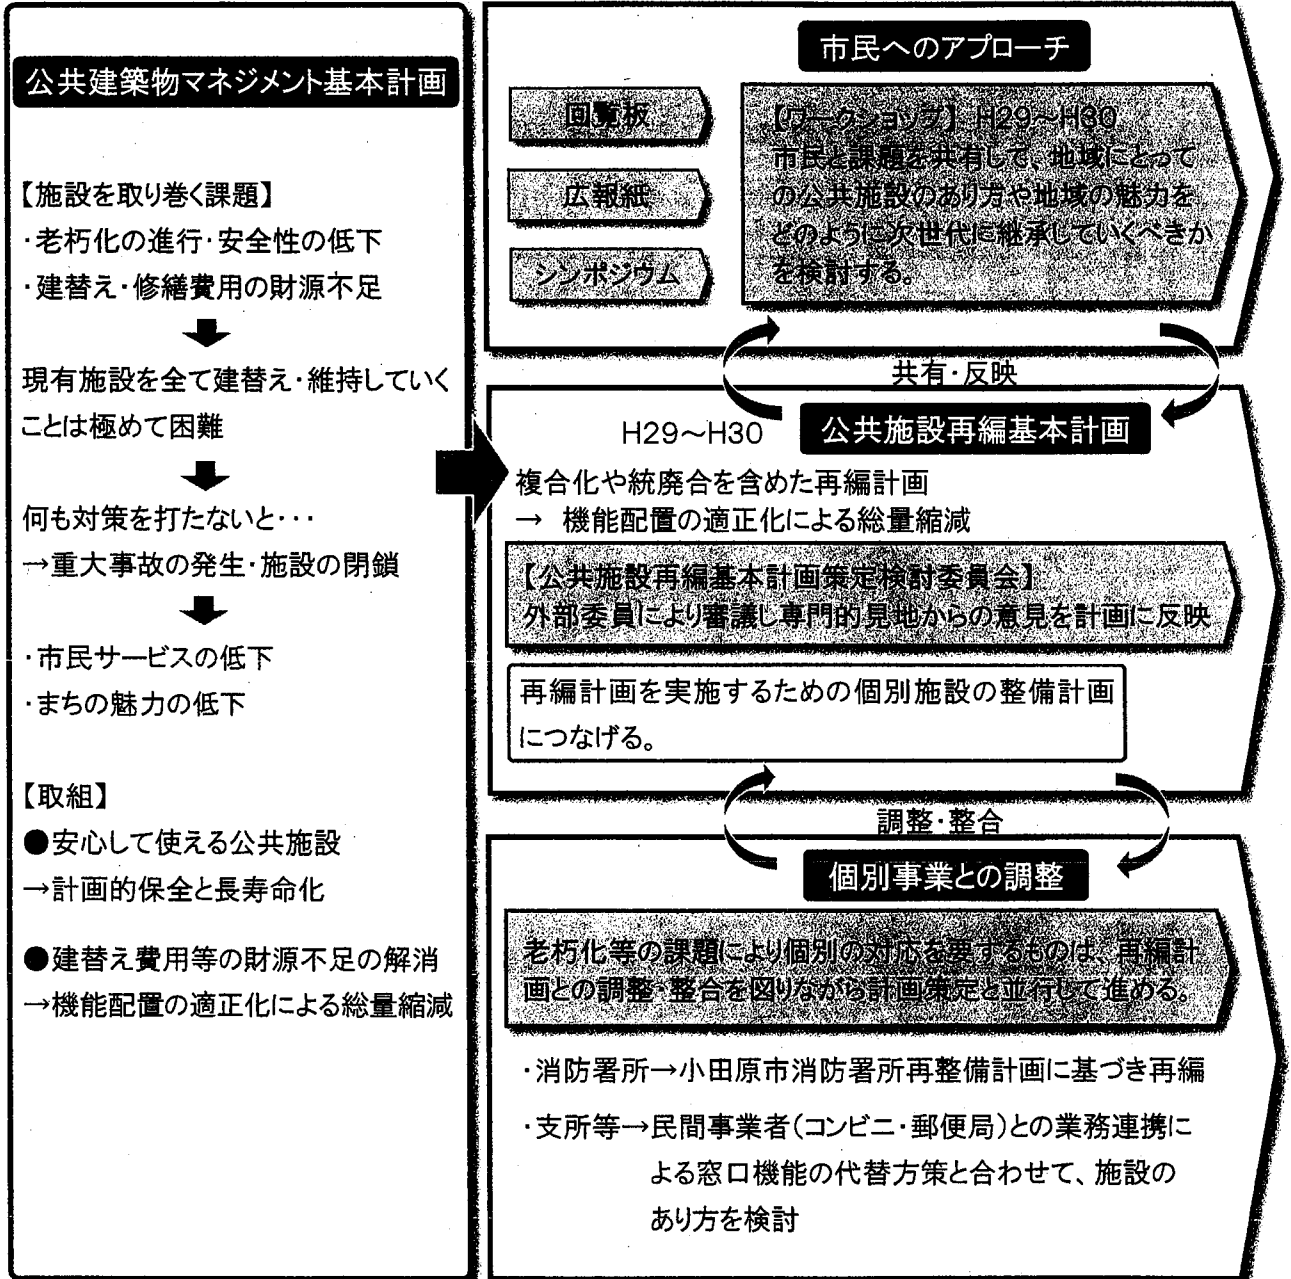 公共建築物マネジメント基本計画
【施設を取り巻く課題】
・老朽化の進行・安全性の低下
・建替え・修繕費用の財源不足
現有施設を全て建替え・維持していく
ことは極めて困難
何も対策を打たないと・・・
→重大事故の発生・施設の閉鎖
・市民サービスの低下
・まちの魅力の低下
【取組】
●安心して使える公共施設
→計画的保全と長寿命化
●建替え費用等の財源不足の解消
→機能配置の適正化による総量縮減
市民へのアプローチ
回覧板
広報紙
シンポジウム
【ワークショップ】 H29～H30
市民と課題を共有して、地域にとって
の公共施設のあり方や地域の魅力を
どのように次世代に継承していくべきか
を検討する。
共有・反映
H29～H30 公共施設再編基本計画
複合化や統廃合を含めた再編計画
→ 機能配置の適正化による総量縮減
【公共施設再編基本計画策定検討委員会】
外部委員により審議し専門的見地からの意見を計画に反映
再編計画を実施するための個別施設の整備計画
につなげる。
調整・整合
個別事業との調整
老朽化等の課題により個別の対応を要するものは、再編計
画との調整・整合を図りながら計画策定と並行して進める。
・消防署所→小田原市消防署所再整備計画に基づき再編
・支所等→民間事業者（コンビニ・郵便局）との業務連携に
よる窓口機能の代替方策と合わせて、施設の
あり方を検討